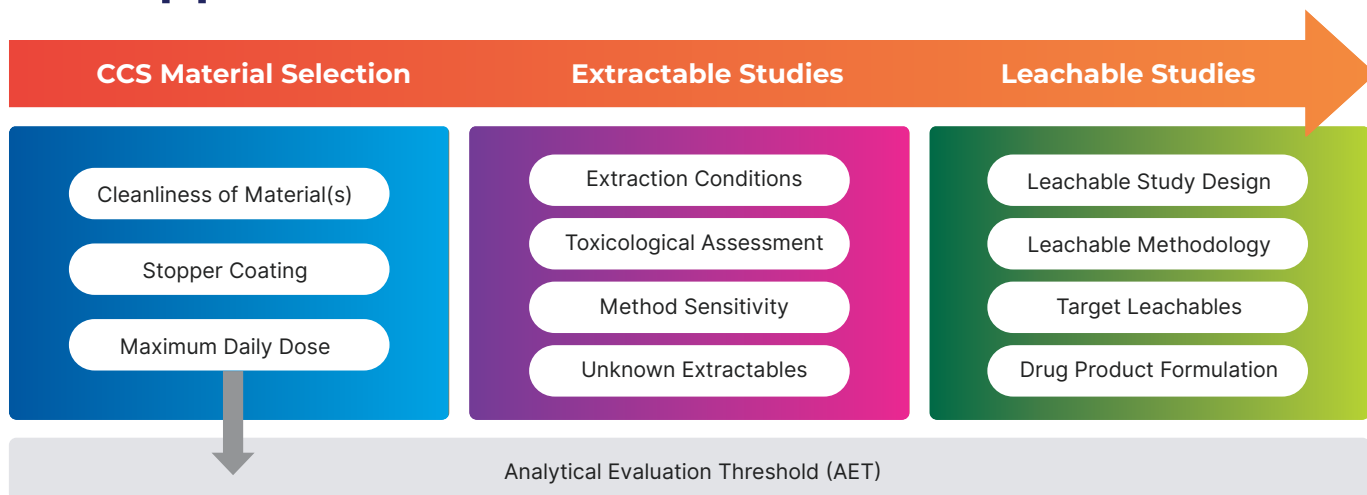 CCS Material Selection
Extractable Studies
Leachable Studies
Cleanliness of Material(s)
Stopper Coating
Maximum Daily Dose
Extraction Conditions
Toxicological Assessment
Method Sensitivity
Unknown Extractables
Leachable Study Design
Leachable Methodology
Target Leachables
Drug Product Formulation
Analytical Evaluation Threshold (AET)